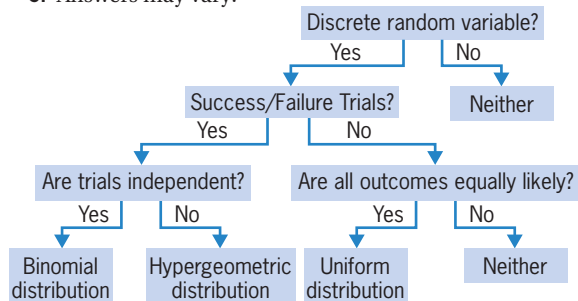 Answers may vary.
Discrete random variable?
Yes No
Success/Failure Trials?
Neither
Yes No
Are trials independent?
Are all outcomes equally likely?
Yes No
Yes No
Binomial
distribution
Hypergeometric
distribution
Uniform
distribution
Neither